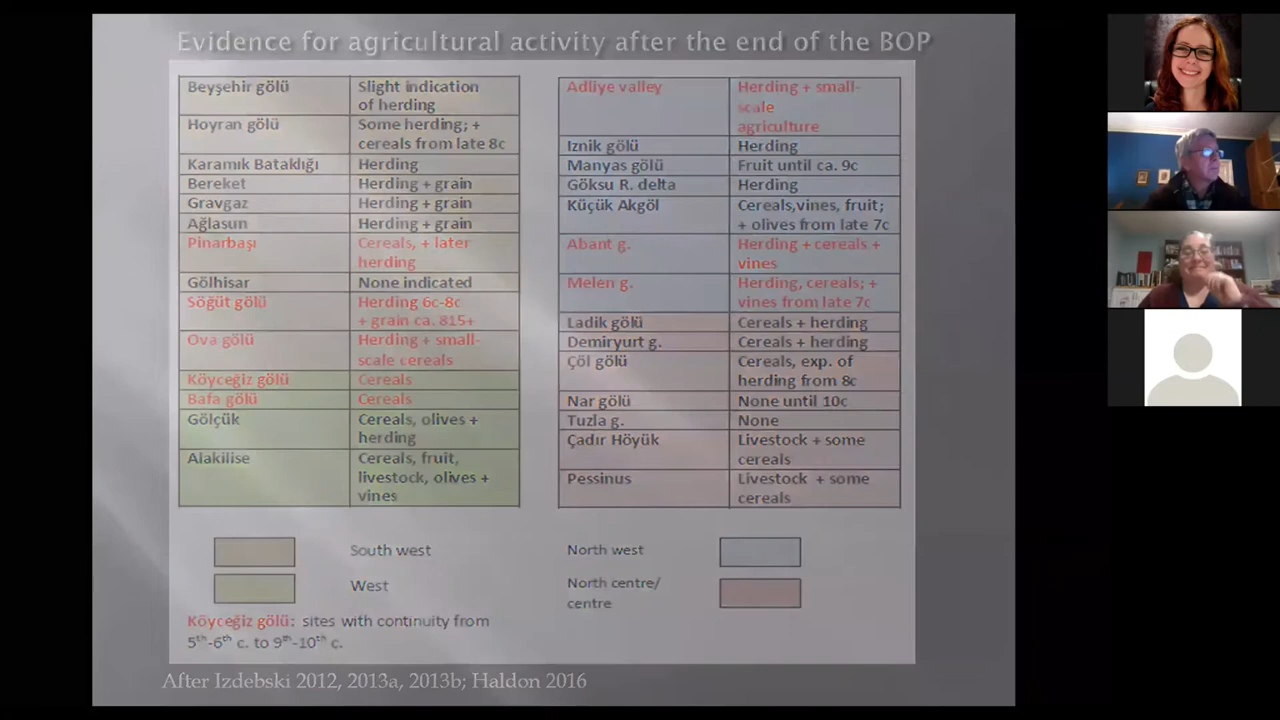 Evidence for agricultural activity after the end of the BOP
Beyşehir gölü Slight indication
of herding
Hoyran gölü Some herding; +
cereals from late 8c
Karamık Bataklığı Herding
Bereket Herding + grain
Gravgaz Herding + grain
Ağlasun Herding + grain
Pinarbaşı Cereals, + later
herding
Gölhisar None indicated
Söğüt gölü Herding 6c-8c
+ grain ca. 815+
Ova gölü Herding + small-
scale cereals
Köyceğiz gölü Cereals
Bafa gölü Cereals
Gölçük Cereals, olives +
herding
Alakilise Cereals, fruit,
livestock, olives +
vines
Adliye valley Herding + small-
scale
agriculture
Iznik gölü Herding
Manyas gölü Fruit until ca. 9c
Göksu R. delta Herding
Küçük Akgöl Cereals,vines, fruit;
+ olives from late 7c
Abant g. Herding + cereals +
vines
Melen g. Herding, cereals; +
vines from late 7c
Ladik gölü Cereals + herding
Demiryurt g. Cereals + herding
Çöl gölü Cereals, exp. of
herding from 8c
Nar gölü None until 10c
Tuzla g. None
Çadır Höyük Livestock + some
cereals
Pessinus Livestock + some
cereals
South west
West
North west
North centre/
centre
Köyceğiz gölü: sites with continuity from
5th-6th c. to 9th-10th c.
After Izdebski 2012, 2013a, 2013b; Haldon 2016